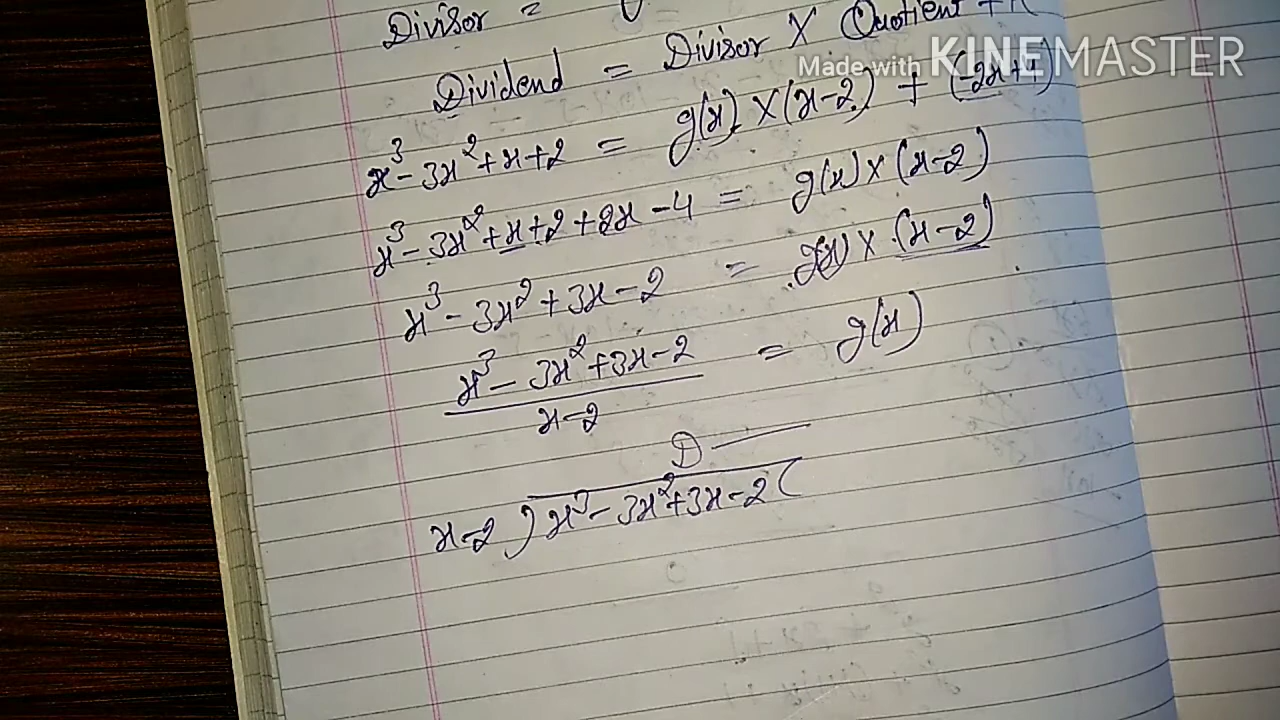 Divisor =
Dividend = Divisor X Quotient +
Made with KINEMASTER
x³ - 3x² + x + 2 = g(x) X (x-2) + (-2x+4)
x³ - 3x² + x + 2 + 2x - 4 = g(x) X (x-2)
x³ - 3x² + 3x - 2 = g(x) X (x-2)
x³ - 3x² + 3x - 2 = g(x)
x-2
D
x-2 ) x³ - 3x² + 3x - 2 (